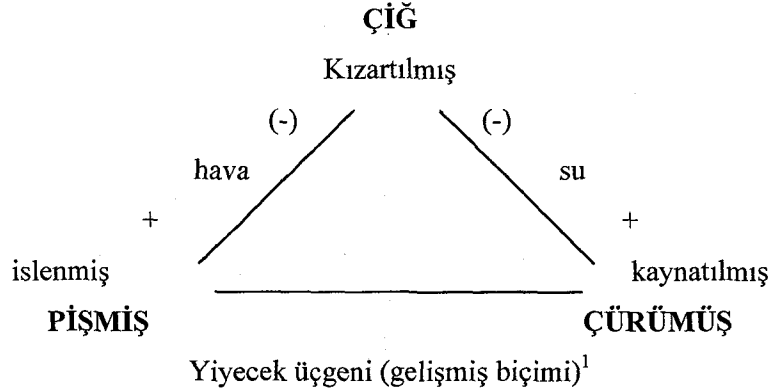 ÇİĞ
Kızartılmış
(-) (-)
hava su
+ +
islenmiş kaynatılmış
PİŞMİŞ ÇÜRÜMÜŞ
Yiyecek üçgeni (gelişmiş biçimi)¹